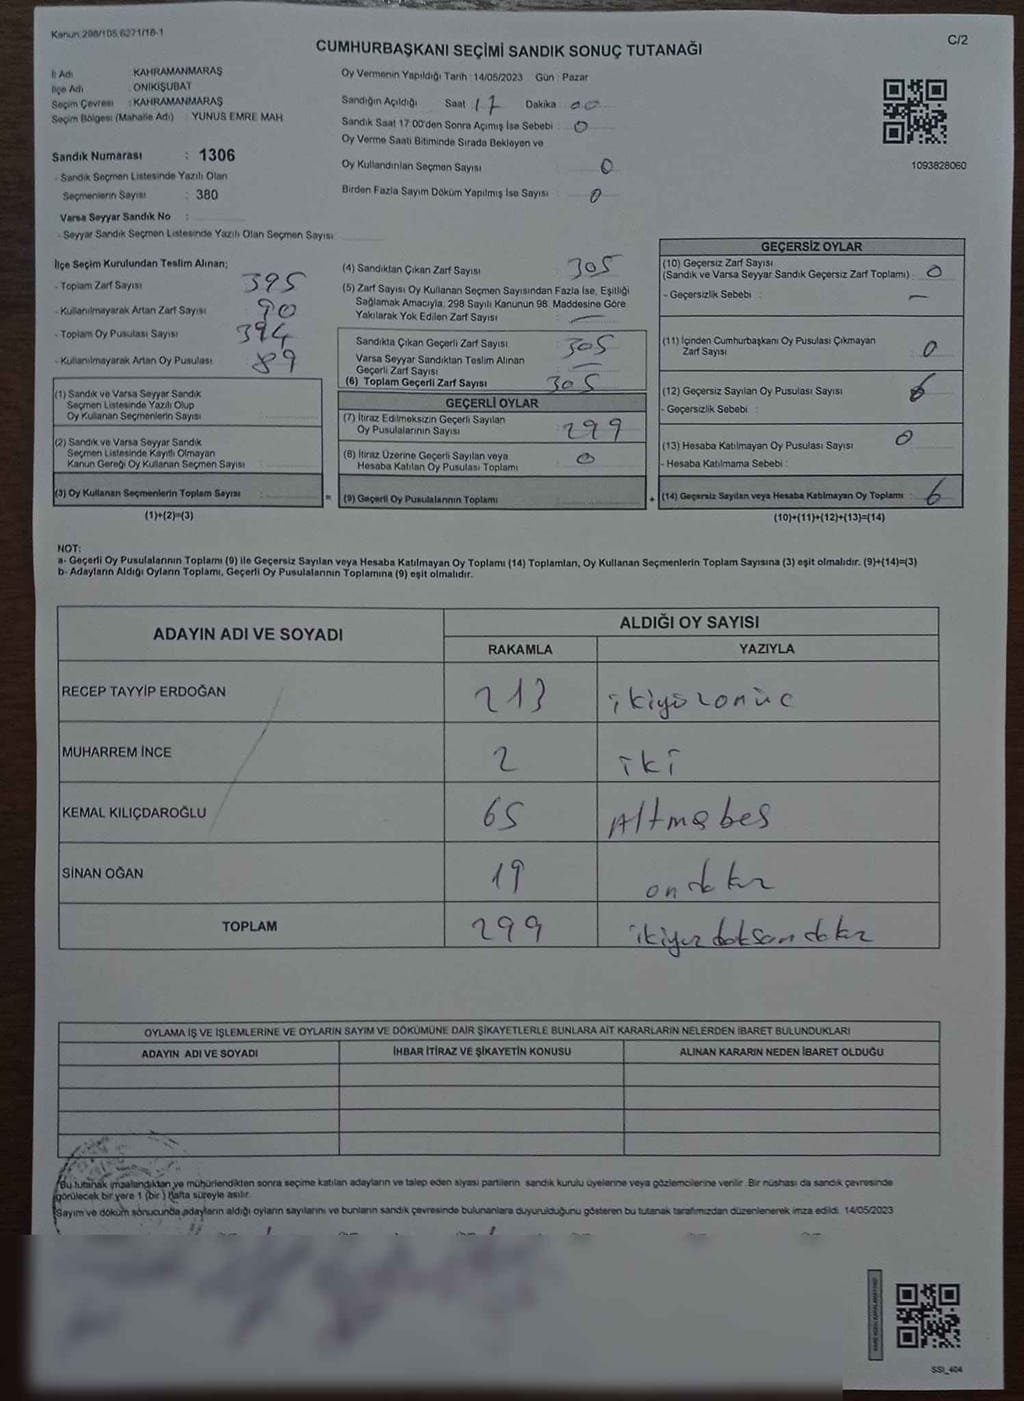 Kanun:298/105,6271/18-1
C/2
CUMHURBAŞKANI SEÇİMİ SANDIK SONUÇ TUTANAĞI
İl Adı : KAHRAMANMARAŞ
İlçe Adı : ONİKİŞUBAT
Seçim Çevresi : KAHRAMANMARAŞ
Seçim Bölgesi (Mahalle Adı) : YUNUS EMRE MAH.
Oy Vermenin Yapıldığı Tarih : 14/05/2023 Gün : Pazar
Sandığın Açıldığı Saat 17 Dakika : 00
Sandık Saat 17:00'den Sonra Açımış İse Sebebi : 0
Oy Verme Saati Bitiminde Sırada Bekleyen ve
Oy Kullandırılan Seçmen Sayısı 0
Birden Fazla Sayım Döküm Yapılmış İse Sayısı 0
1093828060
Sandık Numarası : 1306
- Sandık Seçmen Listesinde Yazılı Olan
Seçmenlerin Sayısı : 380
Varsa Seyyar Sandık No :
- Seyyar Sandık Seçmen Listesinde Yazılı Olan Seçmen Sayısı
İlçe Seçim Kurulundan Teslim Alınan;
- Toplam Zarf Sayısı 395
- Kullanılmayarak Artan Zarf Sayısı 90
- Toplam Oy Pusulası Sayısı 394
- Kullanılmayarak Artan Oy Pusulası 89
(1) Sandık ve Varsa Seyyar Sandık
Seçmen Listesinde Yazılı Olup
Oy Kullanan Seçmenlerin Sayısı
(2) Sandık ve Varsa Seyyar Sandık
Seçmen Listesinde Kayıtlı Olmayan
Kanun Gereği Oy Kullanan Seçmen Sayısı
(3) Oy Kullanan Seçmenlerin Toplam Sayısı :
(1)+(2)=(3)
(4) Sandıktan Çıkan Zarf Sayısı 305
(5) Zarf Sayısı Oy Kullanan Seçmen Sayısından Fazla İse, Eşitliği
Sağlamak Amacıyla, 298 Sayılı Kanunun 98. Maddesine Göre
Yakılarak Yok Edilen Zarf Sayısı —
Sandıkta Çıkan Geçerli Zarf Sayısı 305
Varsa Seyyar Sandıktan Teslim Alınan
Geçerli Zarf Sayısı —
(6) Toplam Geçerli Zarf Sayısı 305
GEÇERLİ OYLAR
(7) İtiraz Edilmeksizin Geçerli Sayılan
Oy Pusulalarının Sayısı 299
(8) İtiraz Üzerine Geçerli Sayılan veya
Hesaba Katılan Oy Pusulası Toplamı 0
= (9) Geçerli Oy Pusulalarının Toplamı
GEÇERSİZ OYLAR
(10) Geçersiz Zarf Sayısı
(Sandık ve Varsa Seyyar Sandık Geçersiz Zarf Toplamı) : 0
- Geçersizlik Sebebi : —
(11) İçinden Cumhurbaşkanı Oy Pusulası Çıkmayan
Zarf Sayısı 0
(12) Geçersiz Sayılan Oy Pusulası Sayısı 6
- Geçersizlik Sebebi :
(13) Hesaba Katılmayan Oy Pusulası Sayısı 0
- Hesaba Katılmama Sebebi :
+ (14) Geçersiz Sayılan veya Hesaba Katılmayan Oy Toplamı : 6
(10)+(11)+(12)+(13)=(14)
NOT:
a- Geçerli Oy Pusulalarının Toplamı (9) ile Geçersiz Sayılan veya Hesaba Katılmayan Oy Toplamı (14) Toplamları, Oy Kullanan Seçmenlerin Toplam Sayısına (3) eşit olmalıdır. (9)+(14)=(3)
b- Adayların Aldığı Oyların Toplamı, Geçerli Oy Pusulalarının Toplamına (9) eşit olmalıdır.
ADAYIN ADI VE SOYADI
ALDIĞI OY SAYISI
RAKAMLA YAZIYLA
RECEP TAYYİP ERDOĞAN 213 ikiyüzonüc
MUHARREM İNCE 2 iki
KEMAL KILIÇDAROĞLU 65 Altmışbeş
SİNAN OĞAN 19 ondokuz
TOPLAM 299 ikiyuzdoksandokuz
OYLAMA İŞ VE İŞLEMLERİNE VE OYLARIN SAYIM VE DÖKÜMÜNE DAİR ŞİKAYETLERLE BUNLARA AİT KARARLARIN NELERDEN İBARET BULUNDUKLARI
ADAYIN ADI VE SOYADI İHBAR İTİRAZ VE ŞİKAYETİN KONUSU ALINAN KARARIN NEDEN İBARET OLDUĞU
Bu tutanak imzalandıktan ve mühürlendikten sonra seçime katılan adayların ve talep eden siyasi partilerin sandık kurulu üyelerine veya gözlemcilerine verilir. Bir nüshası da sandık çevresinde
görülecek bir yere 1 (bir) hafta süreyle asılır.
Sayım ve döküm sonucunda adayların aldığı oyların sayılarını ve bunların sandık çevresinde bulunanlara duyurulduğunu gösteren bu tutanak tarafımızdan düzenlenerek imza edildi. 14/05/2023
SSI_404